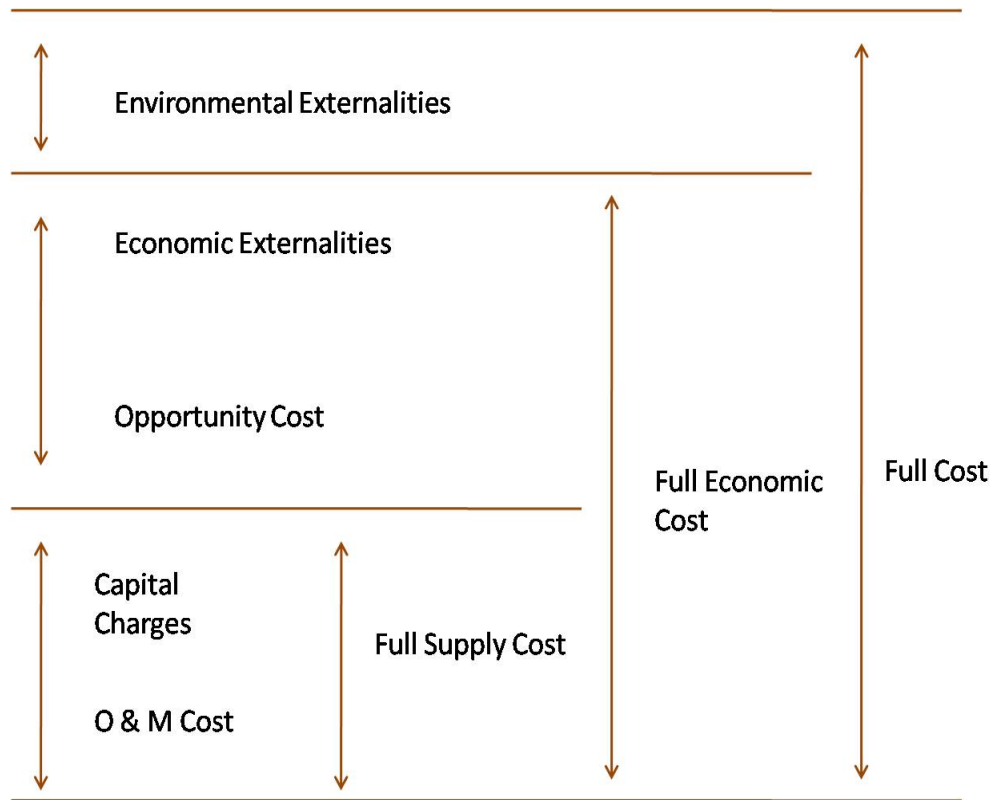 Environmental Externalities
Economic Externalities
Opportunity Cost
Full Economic
Cost
Full Cost
Capital
Charges
Full Supply Cost
O & M Cost